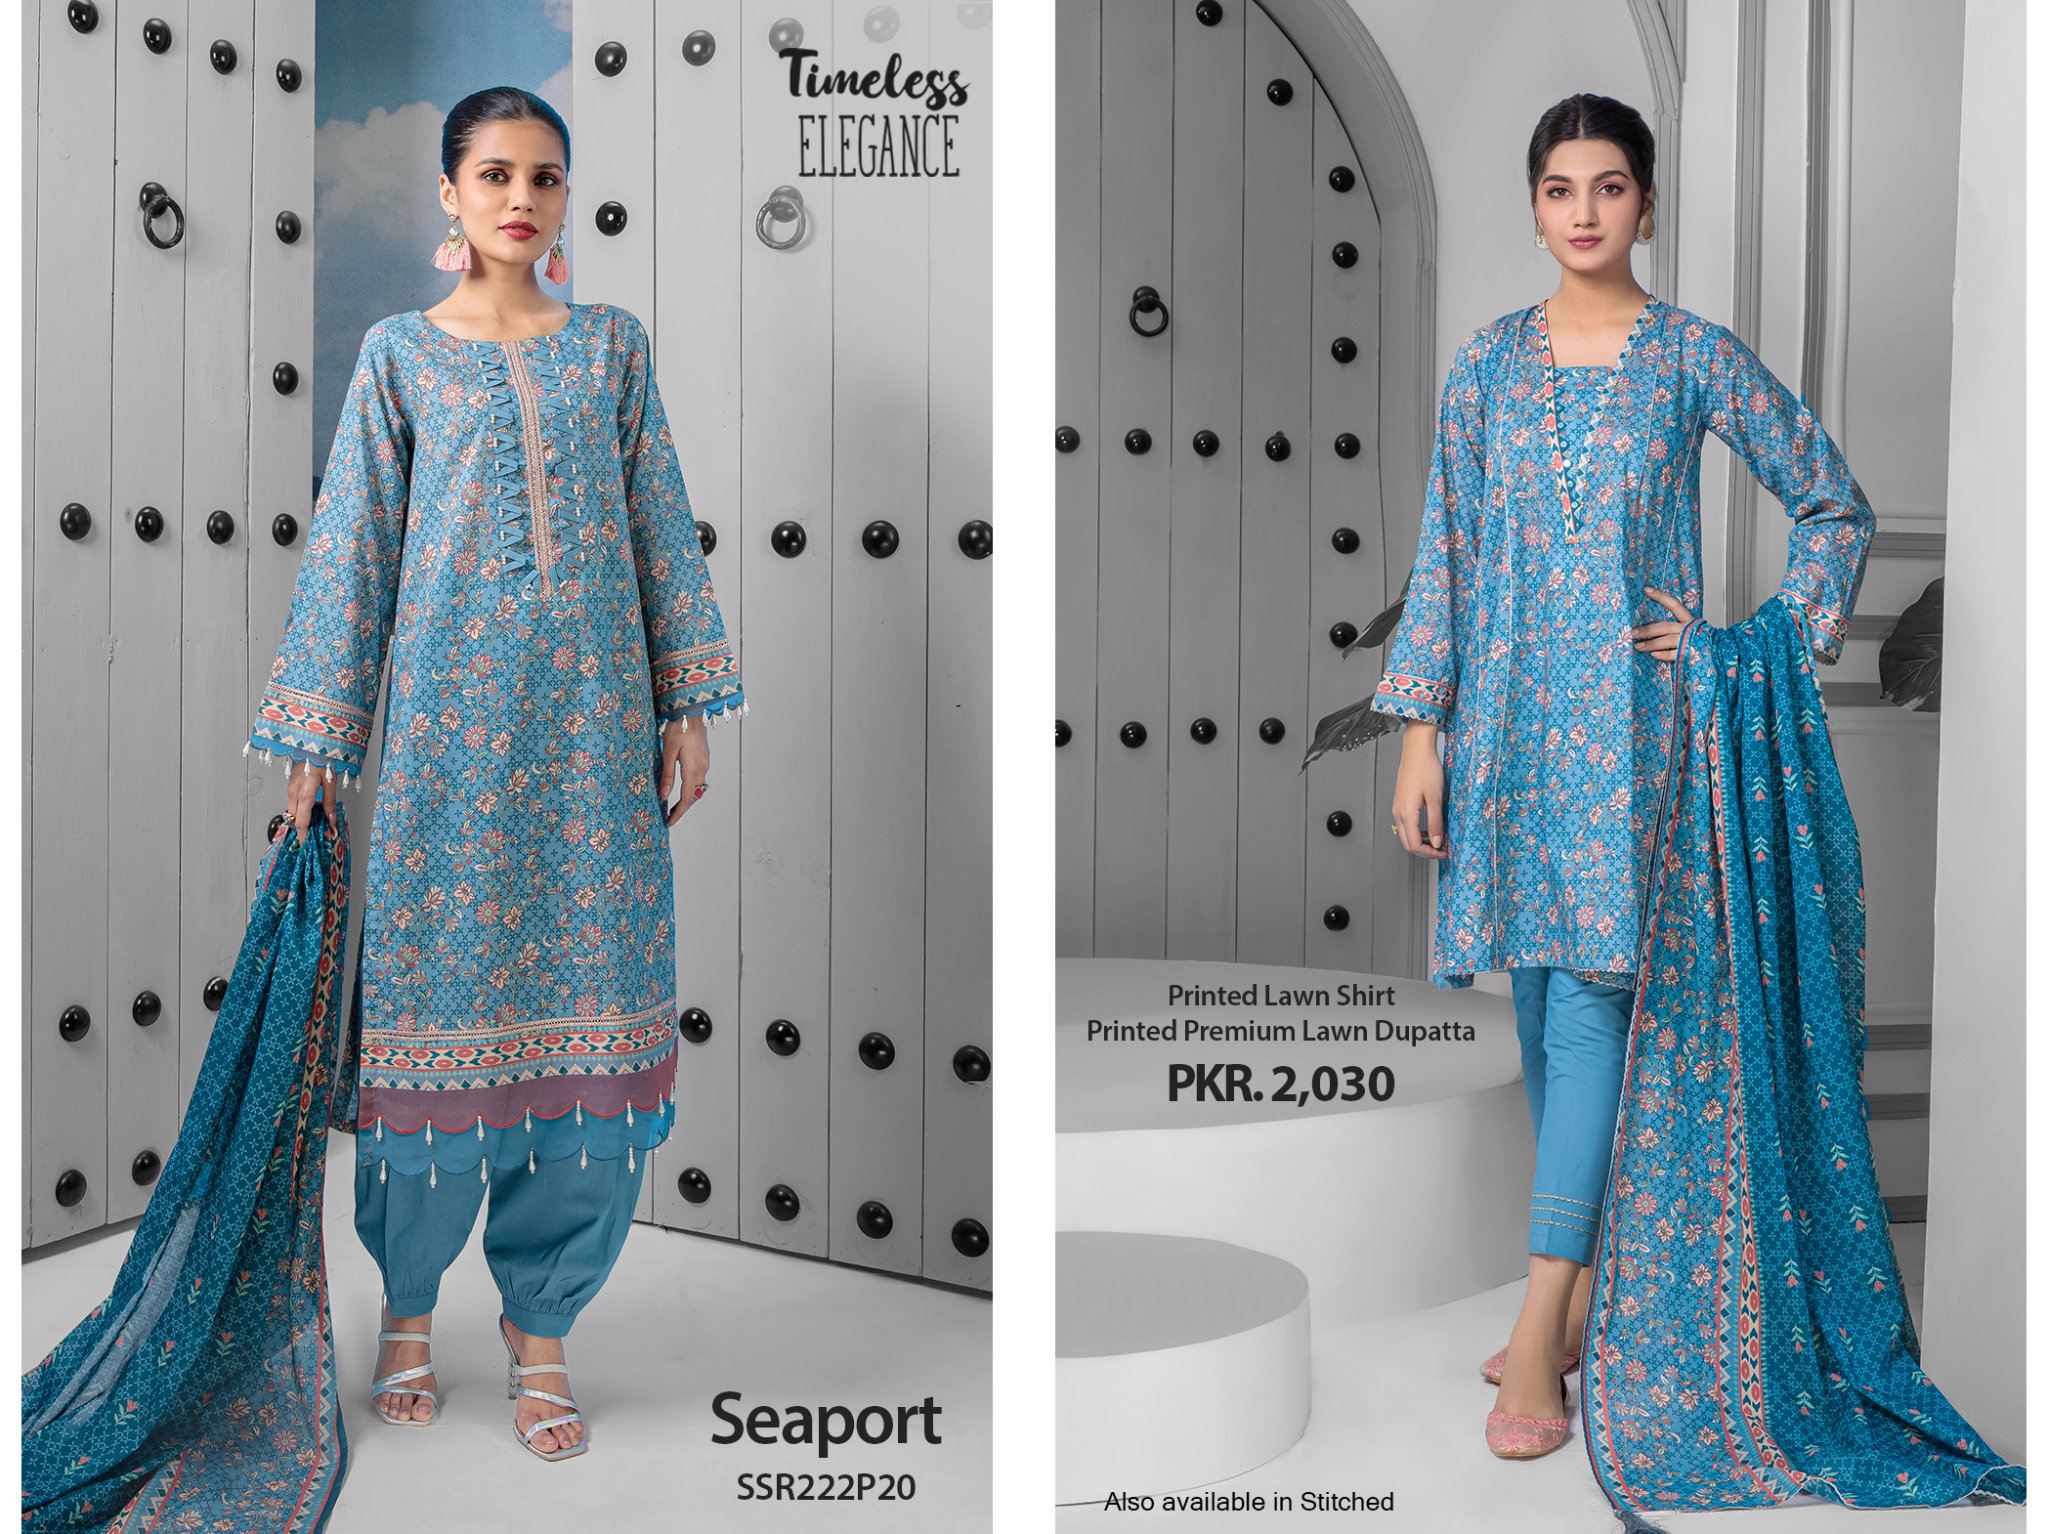 Timeless
ELEGANCE
Seaport
SSR222P20
Printed Lawn Shirt
Printed Premium Lawn Dupatta
PKR. 2,030
Also available in Stitched